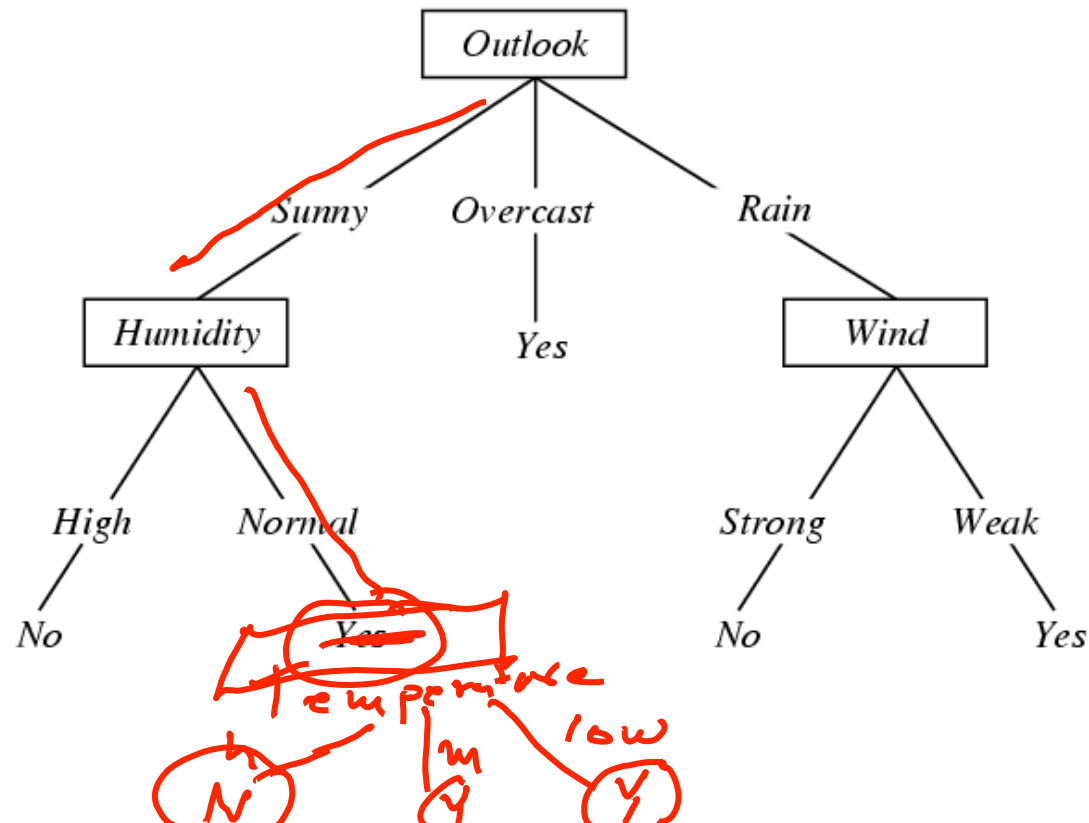 Outlook
Sunny Overcast Rain
Humidity Yes Wind
High Normal Strong Weak
No Yes No Yes
Temperature
h m low
N Y Y